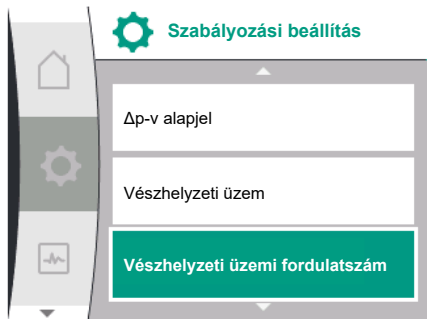 Szabályozási beállítás
Δp-v alapjel
Vészhelyzeti üzem
Vészhelyzeti üzemi fordulatszám